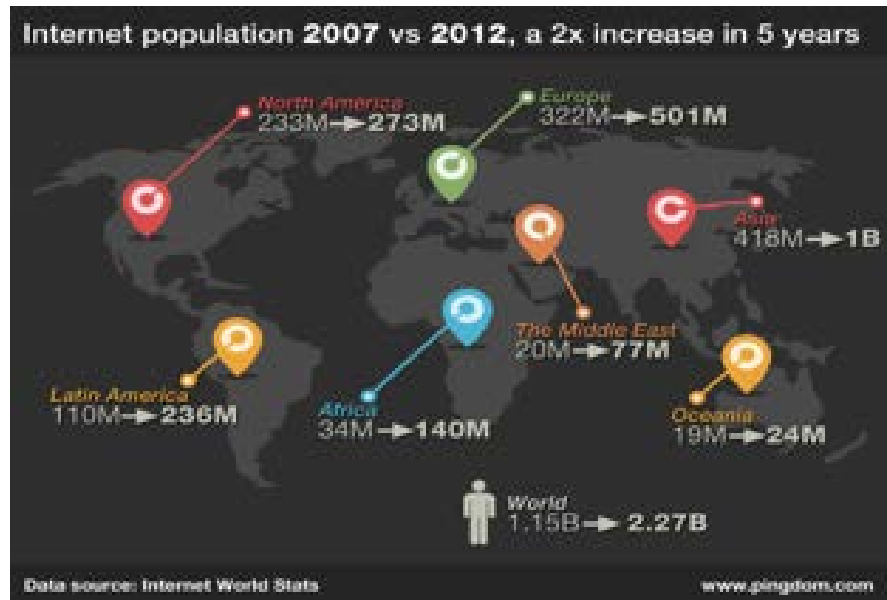 Internet population 2007 vs 2012, a 2x increase in 5 years
North America
233M→273M
Europe
322M→501M
Asia
418M→1B
The Middle East
20M→77M
Latin America
110M→236M
Africa
34M→140M
Oceania
19M→24M
World
1.15B→2.27B
Data source: Internet World Stats
www.pingdom.com